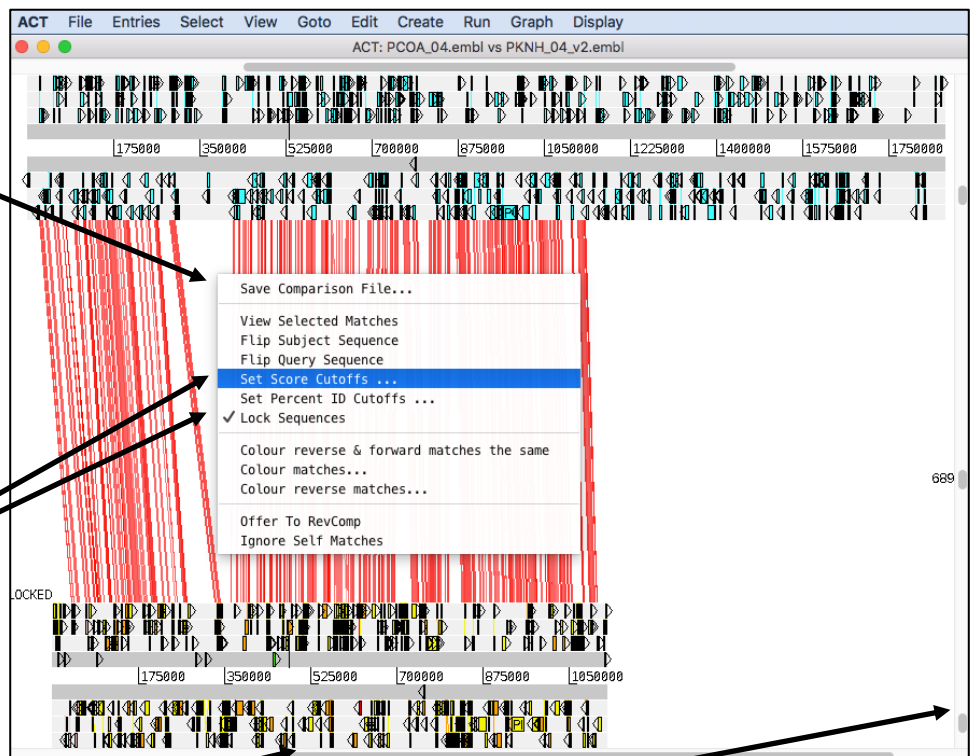 ACT File Entries Select View Goto Edit Create Run Graph Display
ACT: PCOA_04.embl vs PKNH_04_v2.embl
175000 350000 525000 700000 875000 1050000 1225000 1400000 1575000 1750000
Save Comparison File...
View Selected Matches
Flip Subject Sequence
Flip Query Sequence
Set Score Cutoffs ...
Set Percent ID Cutoffs ...
✓ Lock Sequences
Colour reverse & forward matches the same
Colour matches...
Colour reverse matches...
689
Offer To RevComp
Ignore Self Matches
LOCKED
175000 350000 525000 700000 875000 1050000